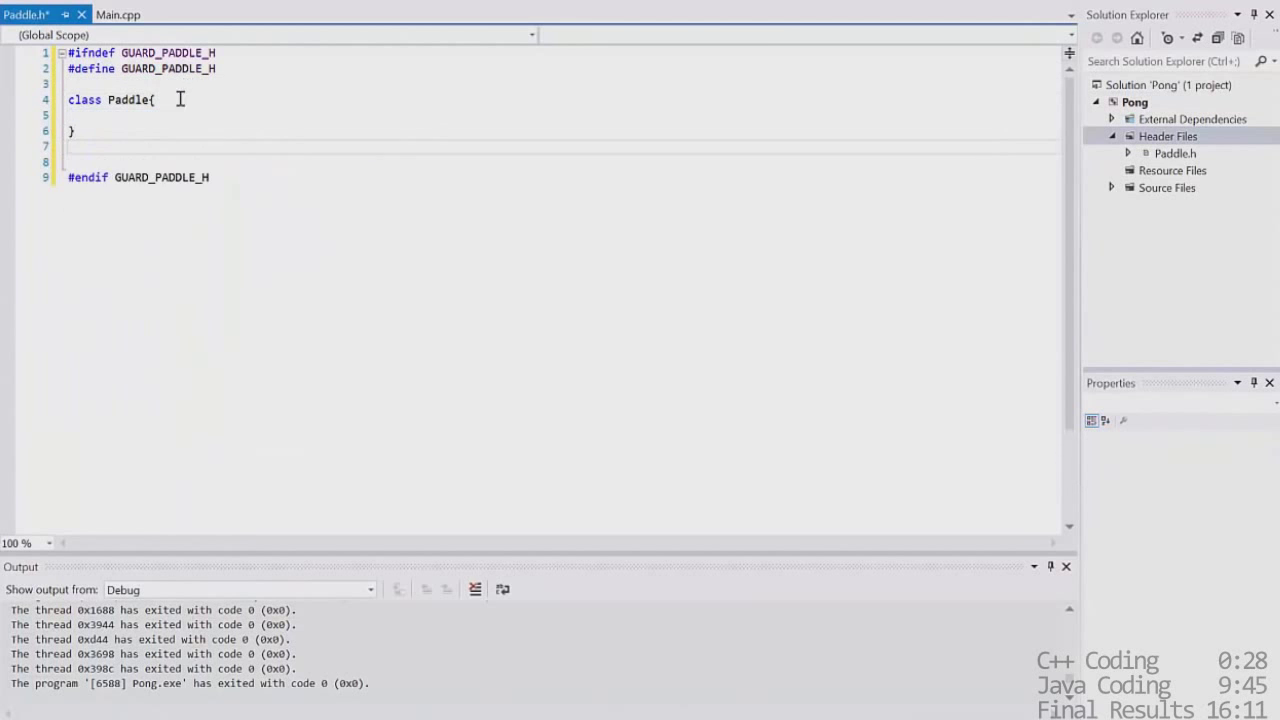 Paddle.h* Main.cpp
(Global Scope)
1 #ifndef GUARD_PADDLE_H
2 #define GUARD_PADDLE_H
3
4 class Paddle{
5
6 }
7
8
9 #endif GUARD_PADDLE_H
100 %
Solution Explorer
Search Solution Explorer (Ctrl+;)
Solution 'Pong' (1 project)
Pong
External Dependencies
Header Files
Paddle.h
Resource Files
Source Files
Properties
Output
Show output from: Debug
The thread 0x1688 has exited with code 0 (0x0).
The thread 0x3944 has exited with code 0 (0x0).
The thread 0xd44 has exited with code 0 (0x0).
The thread 0x3698 has exited with code 0 (0x0).
The thread 0x398c has exited with code 0 (0x0).
The program '[6588] Pong.exe' has exited with code 0 (0x0).
C++ Coding 0:28
Java Coding 9:45
Final Results 16:11